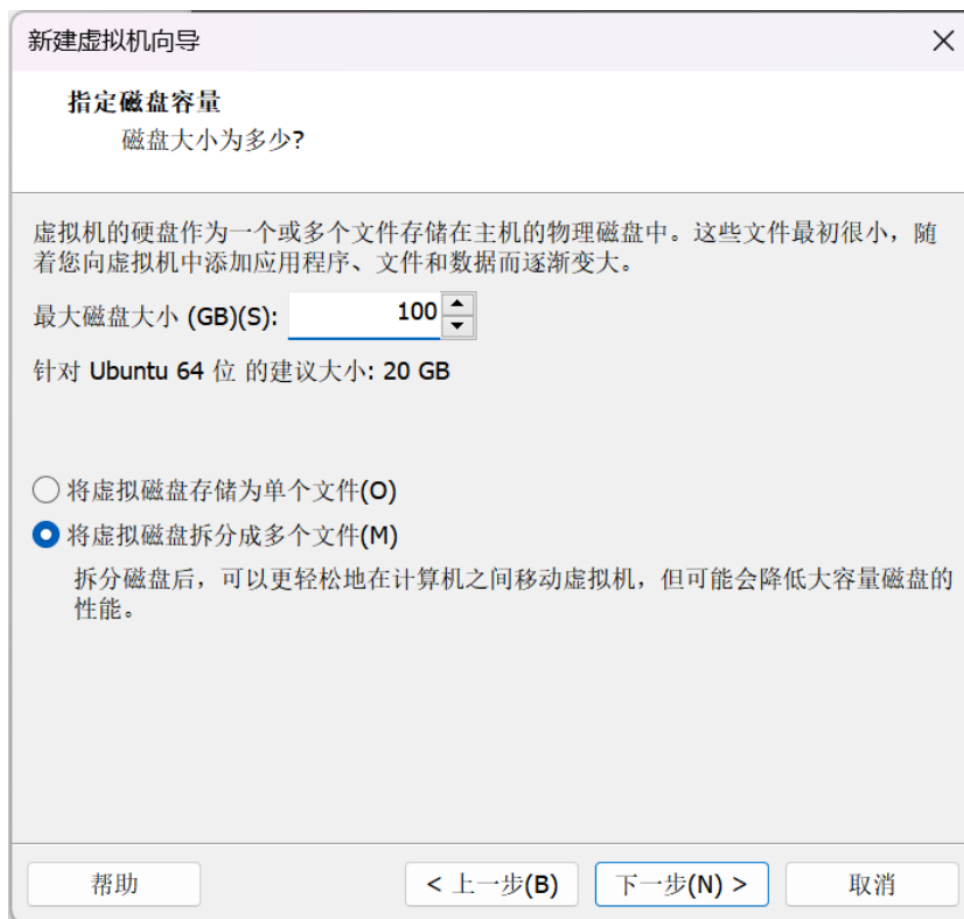 新建虚拟机向导
指定磁盘容量
磁盘大小为多少?
虚拟机的硬盘作为一个或多个文件存储在主机的物理磁盘中。这些文件最初很小，随
着您向虚拟机中添加应用程序、文件和数据而逐渐变大。
最大磁盘大小 (GB)(S): 100
针对 Ubuntu 64 位 的建议大小: 20 GB
将虚拟磁盘存储为单个文件(O)
将虚拟磁盘拆分成多个文件(M)
拆分磁盘后，可以更轻松地在计算机之间移动虚拟机，但可能会降低大容量磁盘的
性能。
帮助 < 上一步(B) 下一步(N) > 取消